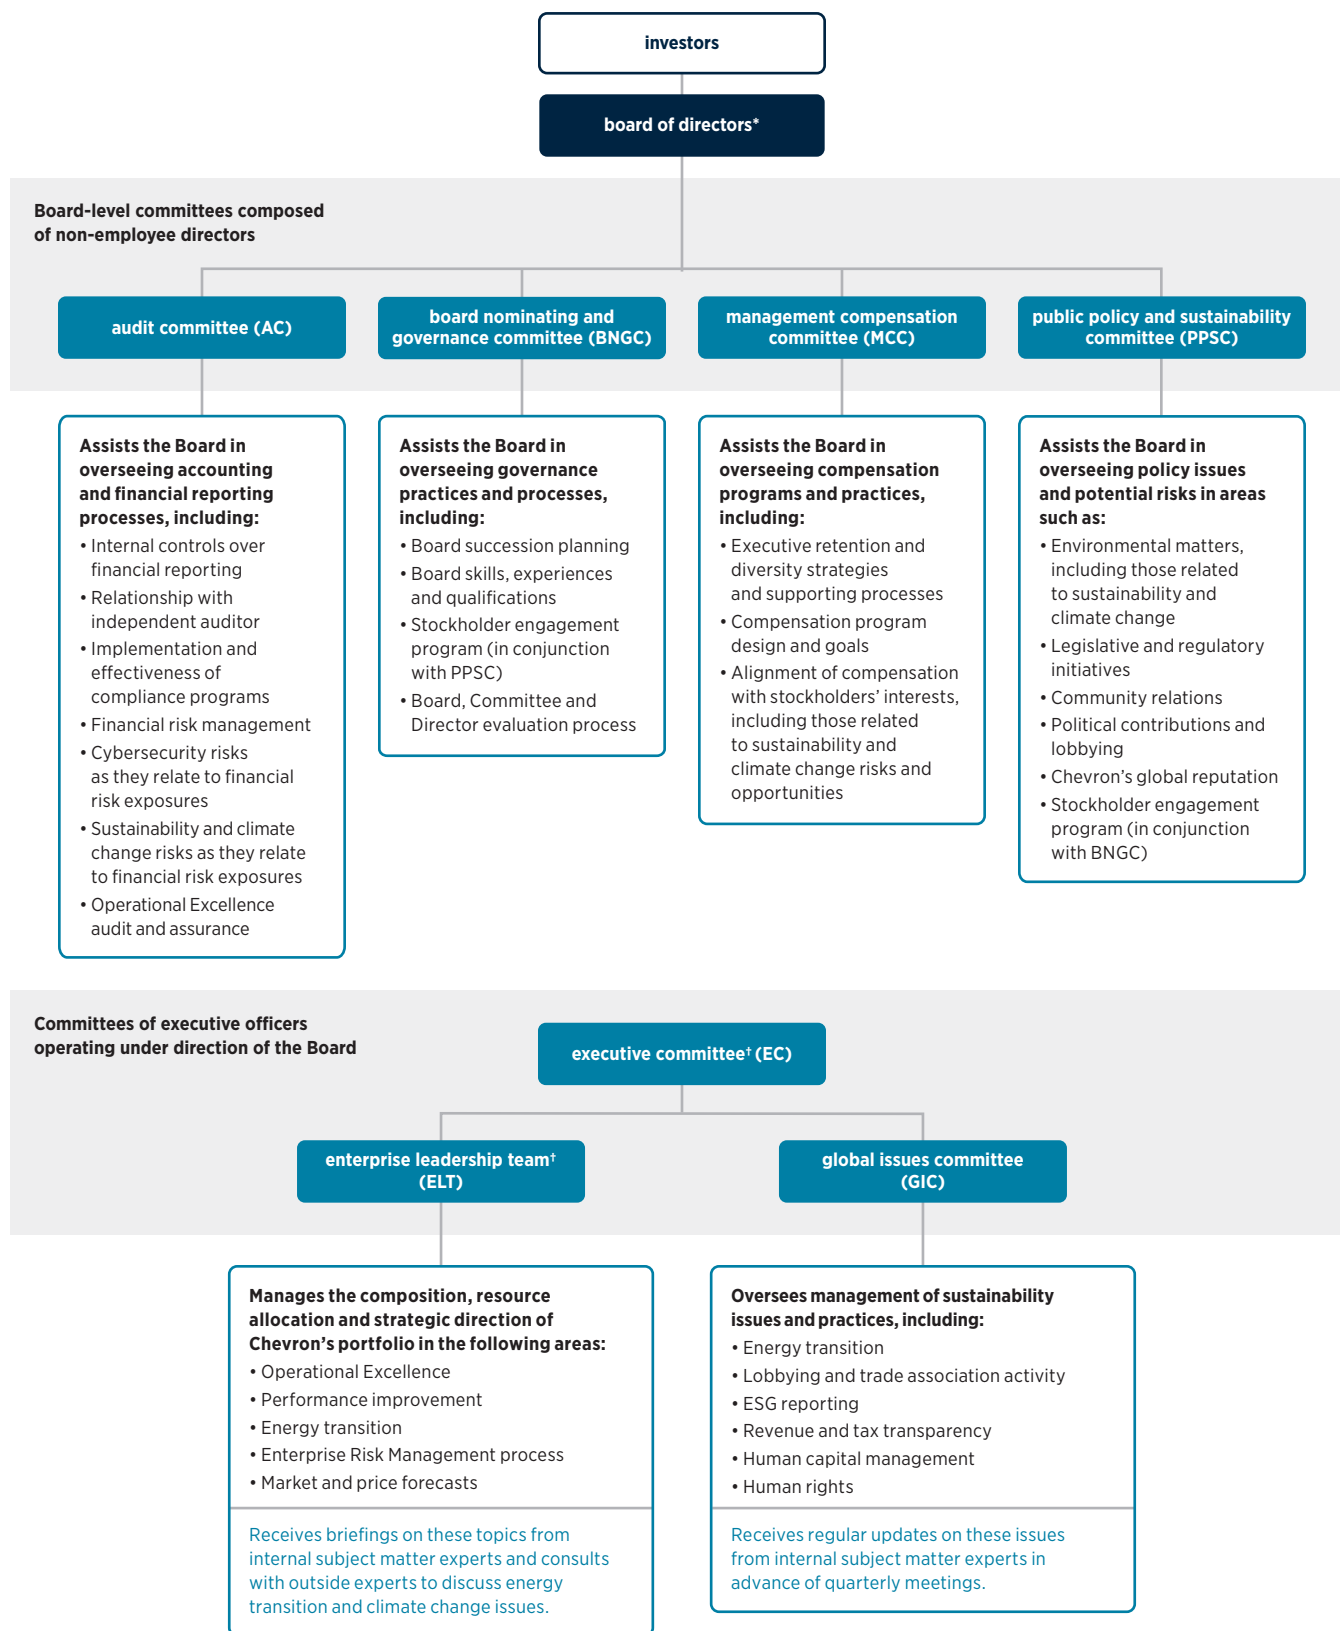 investors
board of directors*
Board-level committees composed
of non-employee directors
audit committee (AC)
board nominating and
governance committee (BNGC)
management compensation
committee (MCC)
public policy and sustainability
committee (PPSC)
Assists the Board in
overseeing accounting
and financial reporting
processes, including:
• Internal controls over
financial reporting
• Relationship with
independent auditor
• Implementation and
effectiveness of
compliance programs
• Financial risk management
• Cybersecurity risks
as they relate to financial
risk exposures
• Sustainability and climate
change risks as they relate
to financial risk exposures
• Operational Excellence
audit and assurance
Assists the Board in
overseeing governance
practices and processes,
including:
• Board succession planning
• Board skills, experiences
and qualifications
• Stockholder engagement
program (in conjunction
with PPSC)
• Board, Committee and
Director evaluation process
Assists the Board in
overseeing compensation
programs and practices,
including:
• Executive retention and
diversity strategies
and supporting processes
• Compensation program
design and goals
• Alignment of compensation
with stockholders’ interests,
including those related
to sustainability and
climate change risks and
opportunities
Assists the Board in
overseeing policy issues
and potential risks in areas
such as:
• Environmental matters,
including those related
to sustainability and
climate change
• Legislative and regulatory
initiatives
• Community relations
• Political contributions and
lobbying
• Chevron’s global reputation
• Stockholder engagement
program (in conjunction
with BNGC)
Committees of executive officers
operating under direction of the Board
executive committee† (EC)
enterprise leadership team†
(ELT)
global issues committee
(GIC)
Manages the composition, resource
allocation and strategic direction of
Chevron’s portfolio in the following areas:
• Operational Excellence
• Performance improvement
• Energy transition
• Enterprise Risk Management process
• Market and price forecasts
Receives briefings on these topics from
internal subject matter experts and consults
with outside experts to discuss energy
transition and climate change issues.
Oversees management of sustainability
issues and practices, including:
• Energy transition
• Lobbying and trade association activity
• ESG reporting
• Revenue and tax transparency
• Human capital management
• Human rights
Receives regular updates on these issues
from internal subject matter experts in
advance of quarterly meetings.